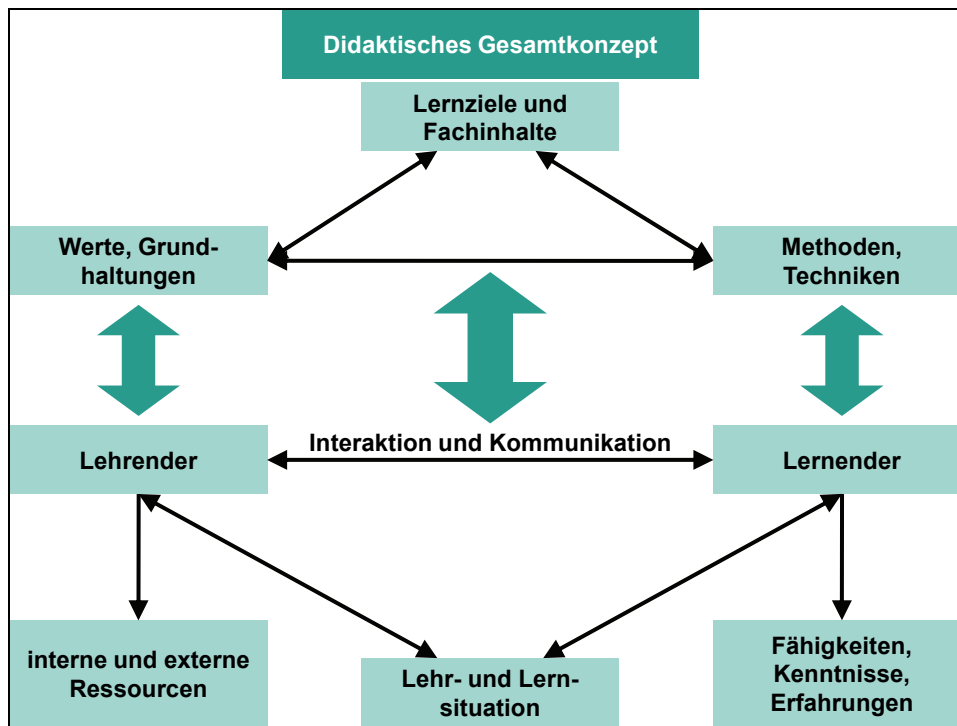 Didaktisches Gesamtkonzept
Lernziele und
Fachinhalte
Werte, Grund-
haltungen
Methoden,
Techniken
Interaktion und Kommunikation
Lehrender
Lernender
interne und externe
Ressourcen
Lehr- und Lern-
situation
Fähigkeiten,
Kenntnisse,
Erfahrungen